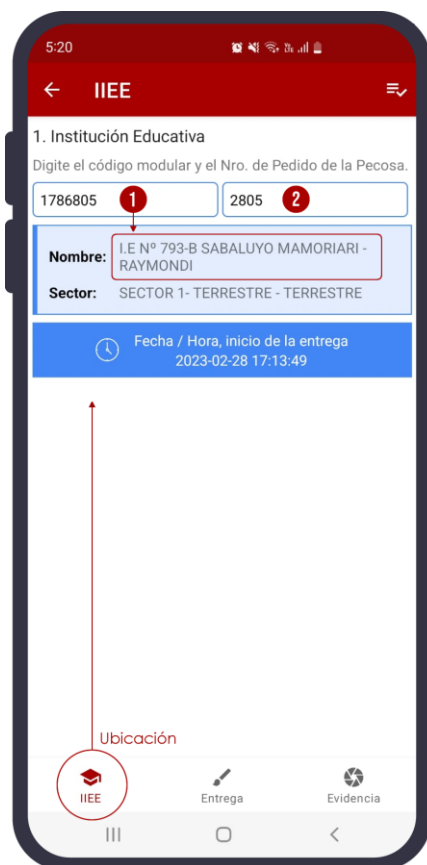 5:20
IIEE
1. Institución Educativa
Digite el código modular y el Nro. de Pedido de la Pecosa.
1786805 1 2805 2
Nombre: I.E Nº 793-B SABALUYO MAMORIARI -
RAYMONDI
Sector: SECTOR 1- TERRESTRE - TERRESTRE
Fecha / Hora, inicio de la entrega
2023-02-28 17:13:49
Ubicación
IIEE Entrega Evidencia